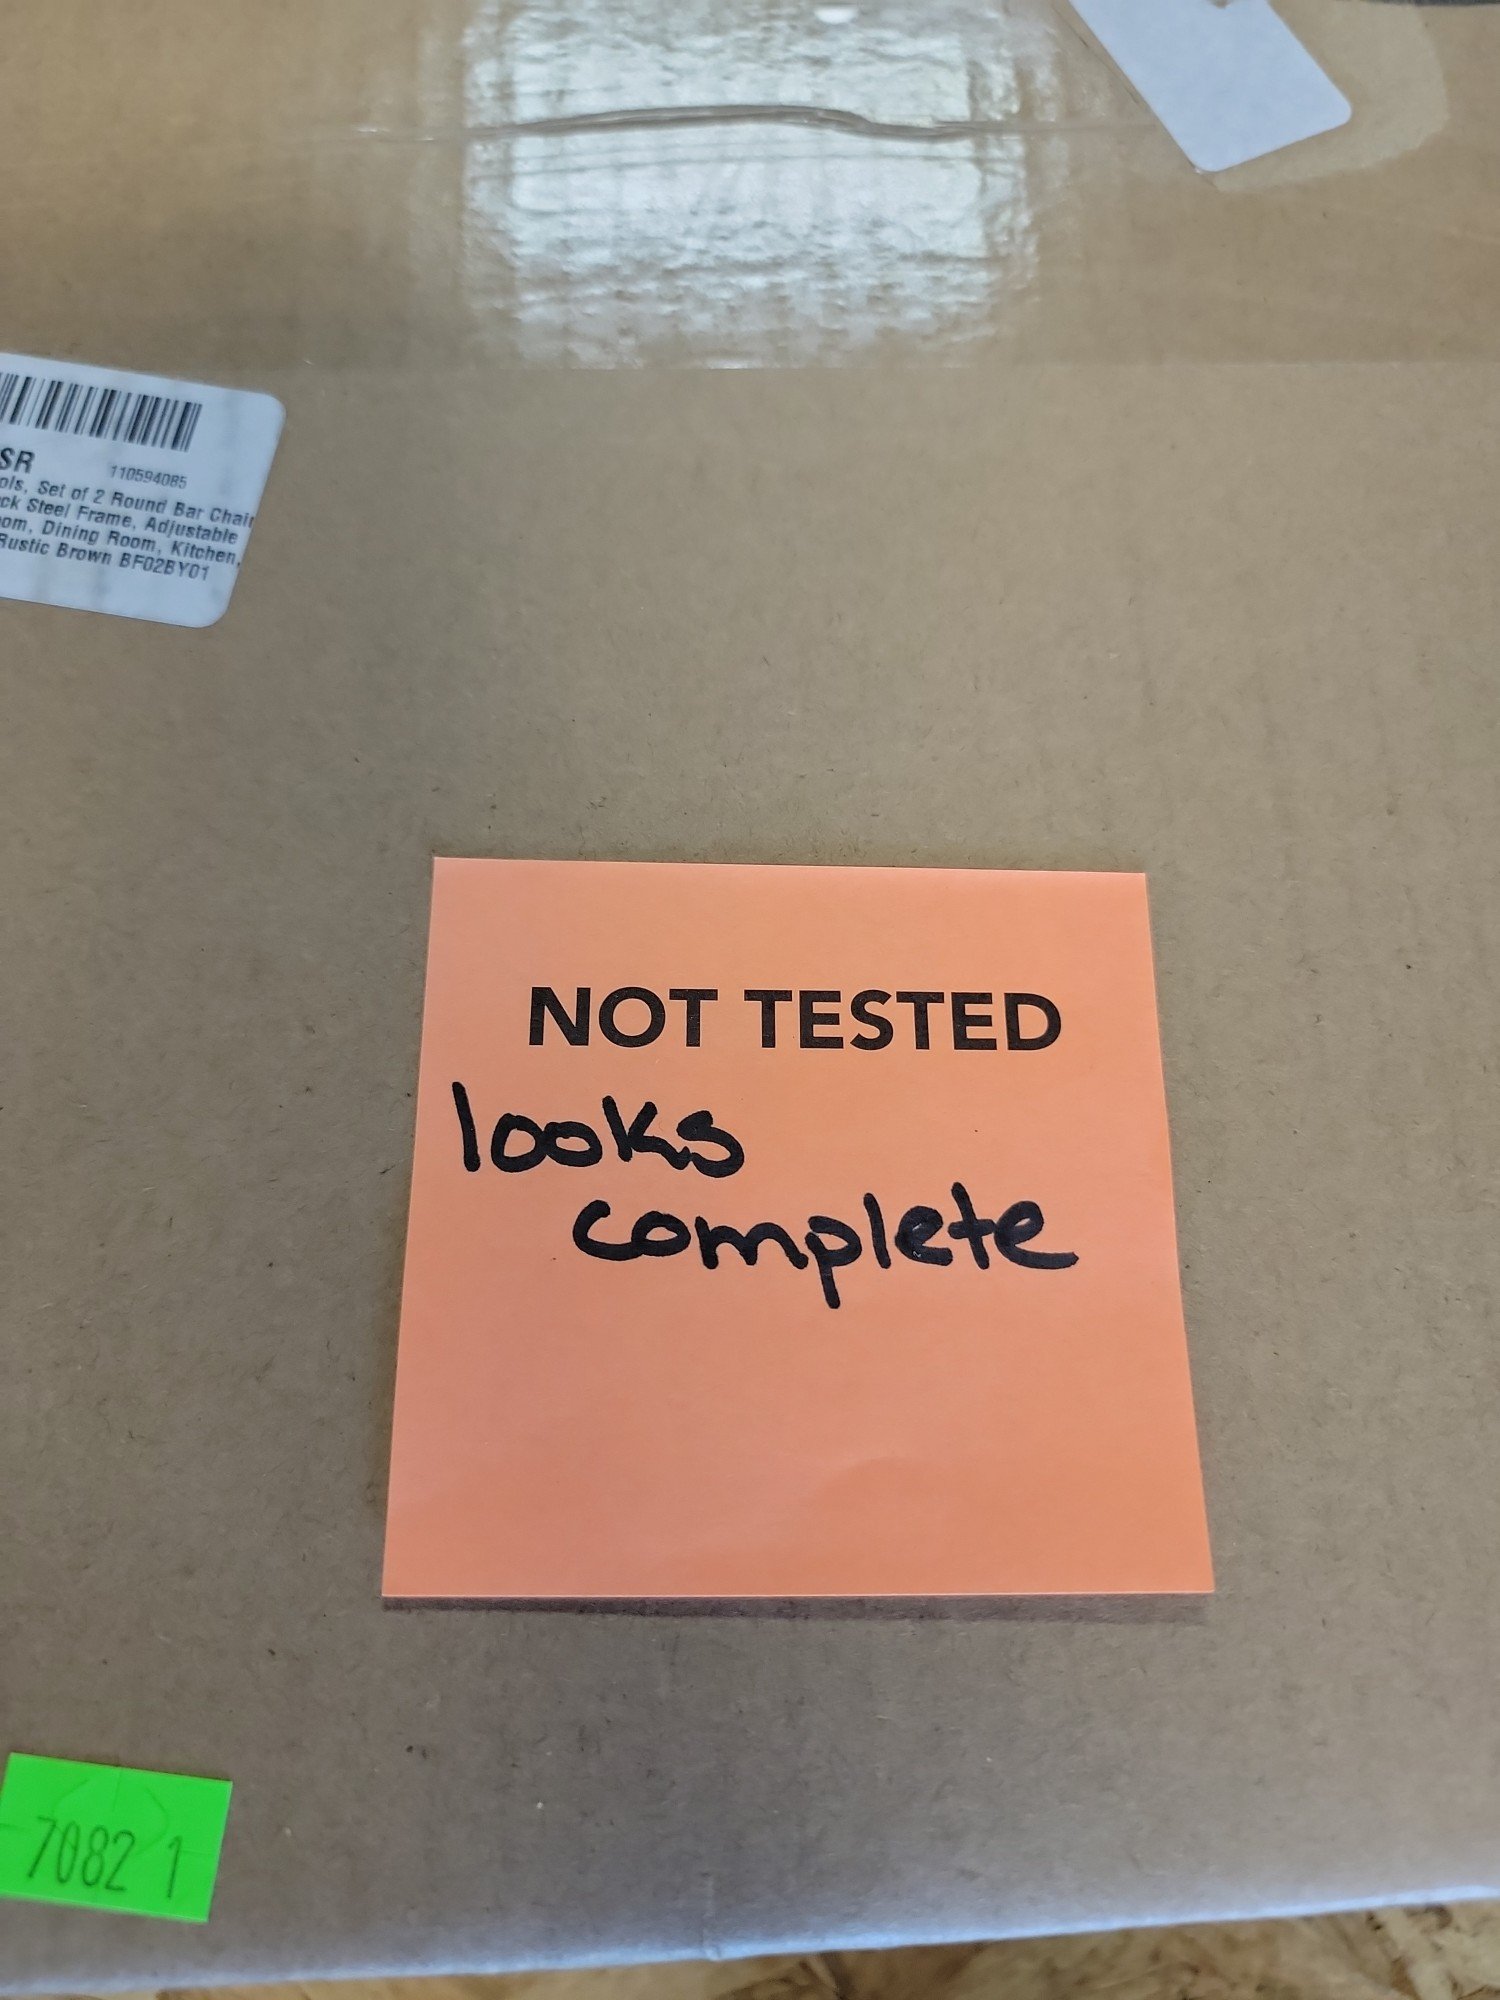 SR 110594085
ols, Set of 2 Round Bar Chair
ck Steel Frame, Adjustable
oom, Dining Room, Kitchen,
Rustic Brown BF02BY01
NOT TESTED
looks
complete
7082 1